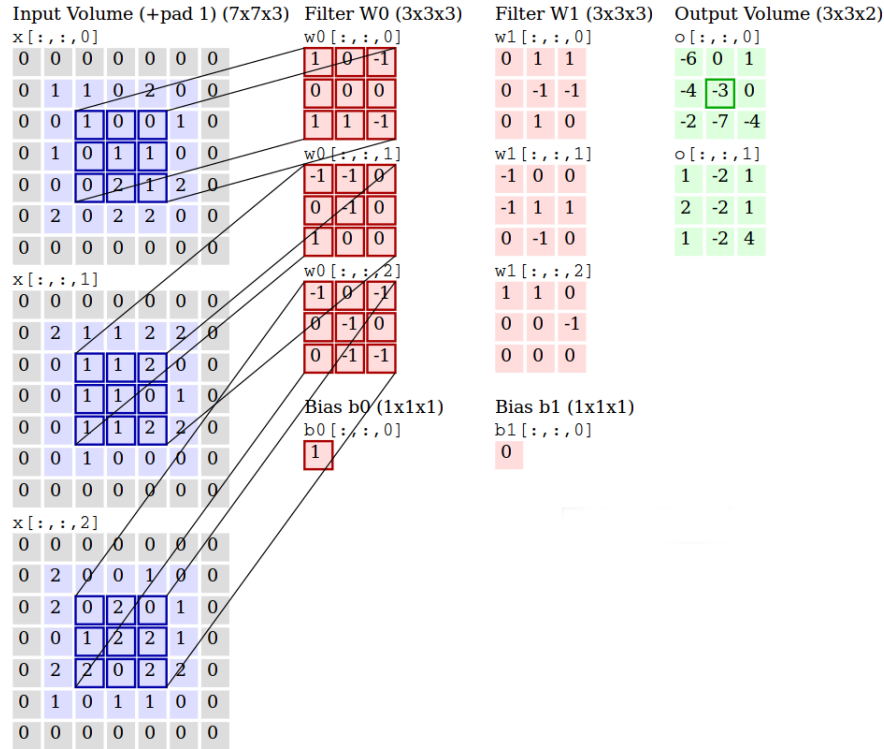 Input Volume (+pad 1) (7x7x3)
x[:,:,0]
0 0 0 0 0 0 0
0 1 1 0 2 0 0
0 0 1 0 0 1 0
0 1 0 1 1 0 0
0 0 0 2 1 2 0
0 2 0 2 2 0 0
0 0 0 0 0 0 0
x[:,:,1]
0 0 0 0 0 0 0
0 2 1 1 2 2 0
0 0 1 1 2 0 0
0 0 1 1 0 1 0
0 0 1 1 2 2 0
0 0 1 0 0 0 0
0 0 0 0 0 0 0
x[:,:,2]
0 0 0 0 0 0 0
0 2 0 0 1 0 0
0 2 0 2 0 1 0
0 0 1 2 2 1 0
0 2 2 0 2 2 0
0 1 0 1 1 0 0
0 0 0 0 0 0 0
Filter W0 (3x3x3)
w0[:,:,0]
1 0 -1
0 0 0
1 1 -1
w0[:,:,1]
-1 -1 0
0 -1 0
1 0 0
w0[:,:,2]
-1 0 -1
0 -1 0
0 -1 -1
Bias b0 (1x1x1)
b0[:,:,0]
1
Filter W1 (3x3x3)
w1[:,:,0]
0 1 1
0 -1 -1
0 1 0
w1[:,:,1]
-1 0 0
-1 1 1
0 -1 0
w1[:,:,2]
1 1 0
0 0 -1
0 0 0
Bias b1 (1x1x1)
b1[:,:,0]
0
Output Volume (3x3x2)
o[:,:,0]
-6 0 1
-4 -3 0
-2 -7 -4
o[:,:,1]
1 -2 1
2 -2 1
1 -2 4